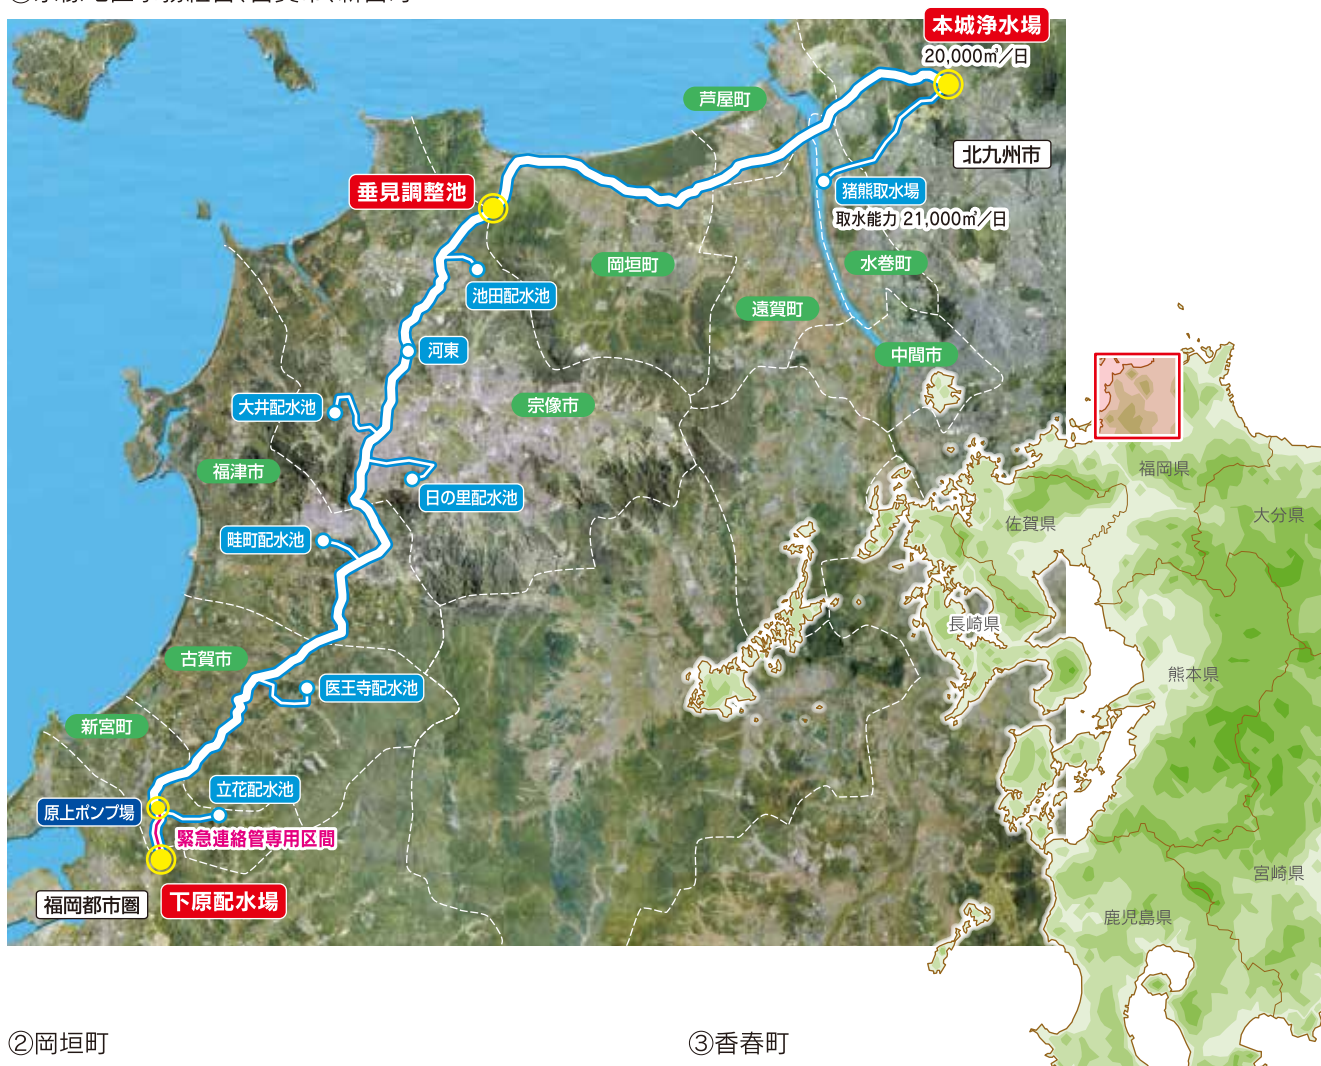 本城浄水場
20,000㎥／日
芦屋町
北九州市
垂見調整池
猪熊取水場
取水能力 21,000㎥／日
岡垣町
水巻町
池田配水池
遠賀町
河東
中間市
大井配水池
宗像市
福津市
日の里配水池
畦町配水池
古賀市
医王寺配水池
新宮町
立花配水池
原上ポンプ場
緊急連絡管専用区間
福岡都市圏
下原配水場
福岡県
佐賀県
大分県
長崎県
熊本県
宮崎県
鹿児島県
②岡垣町
③香春町